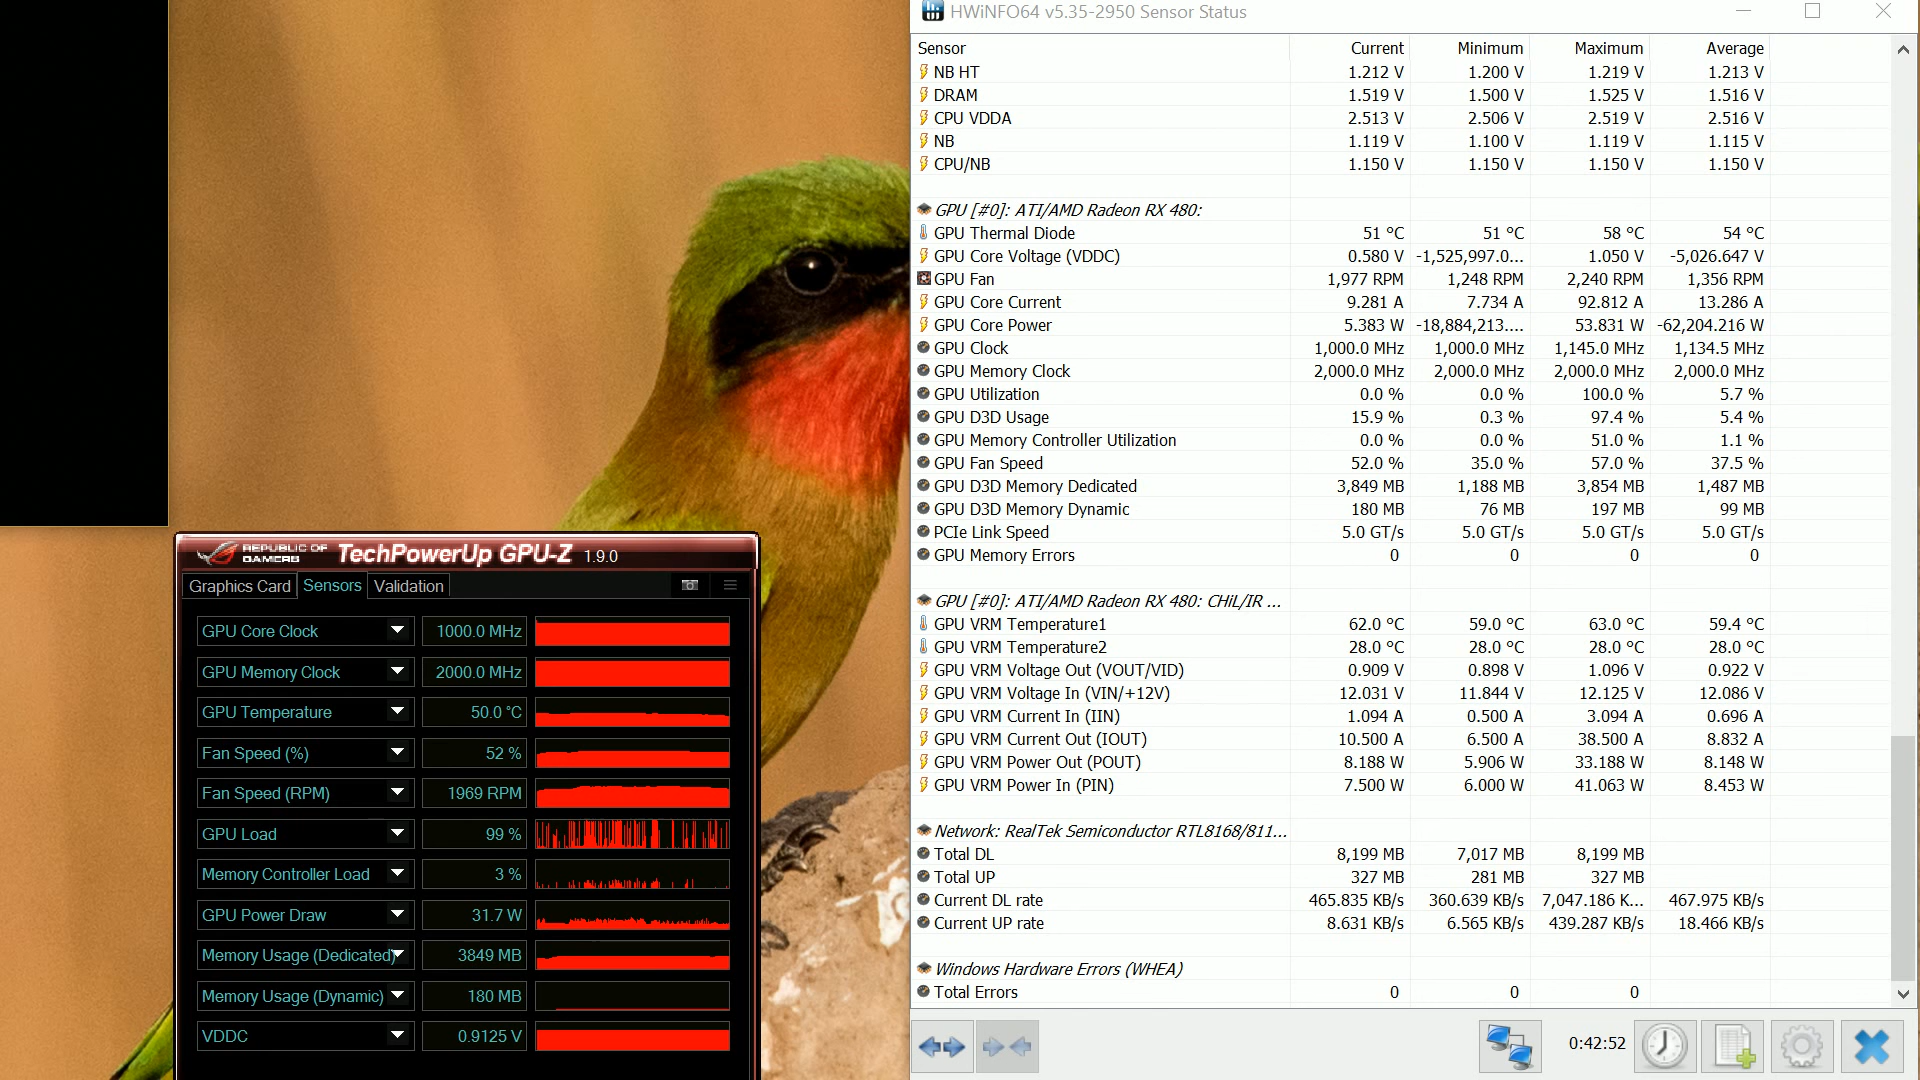 HWiNFO64 v5.35-2950 Sensor Status
Sensor Current Minimum Maximum Average
NB HT 1.212 V 1.200 V 1.219 V 1.213 V
DRAM 1.519 V 1.500 V 1.525 V 1.516 V
CPU VDDA 2.513 V 2.506 V 2.519 V 2.516 V
NB 1.119 V 1.100 V 1.119 V 1.115 V
CPU/NB 1.150 V 1.150 V 1.150 V 1.150 V
GPU [#0]: ATI/AMD Radeon RX 480:
GPU Thermal Diode 51 °C 51 °C 58 °C 54 °C
GPU Core Voltage (VDDC) 0.580 V -1,525,997.0... 1.050 V -5,026.647 V
GPU Fan 1,977 RPM 1,248 RPM 2,240 RPM 1,356 RPM
GPU Core Current 9.281 A 7.734 A 92.812 A 13.286 A
GPU Core Power 5.383 W -18,884,213.... 53.831 W -62,204.216 W
GPU Clock 1,000.0 MHz 1,000.0 MHz 1,145.0 MHz 1,134.5 MHz
GPU Memory Clock 2,000.0 MHz 2,000.0 MHz 2,000.0 MHz 2,000.0 MHz
GPU Utilization 0.0 % 0.0 % 100.0 % 5.7 %
GPU D3D Usage 15.9 % 0.3 % 97.4 % 5.4 %
GPU Memory Controller Utilization 0.0 % 0.0 % 51.0 % 1.1 %
GPU Fan Speed 52.0 % 35.0 % 57.0 % 37.5 %
GPU D3D Memory Dedicated 3,849 MB 1,188 MB 3,854 MB 1,487 MB
GPU D3D Memory Dynamic 180 MB 76 MB 197 MB 99 MB
PCIe Link Speed 5.0 GT/s 5.0 GT/s 5.0 GT/s 5.0 GT/s
GPU Memory Errors 0 0 0 0
GPU [#0]: ATI/AMD Radeon RX 480: CHiL/IR ...
GPU VRM Temperature1 62.0 °C 59.0 °C 63.0 °C 59.4 °C
GPU VRM Temperature2 28.0 °C 28.0 °C 28.0 °C 28.0 °C
GPU VRM Voltage Out (VOUT/VID) 0.909 V 0.898 V 1.096 V 0.922 V
GPU VRM Voltage In (VIN/+12V) 12.031 V 11.844 V 12.125 V 12.086 V
GPU VRM Current In (IIN) 1.094 A 0.500 A 3.094 A 0.696 A
GPU VRM Current Out (IOUT) 10.500 A 6.500 A 38.500 A 8.832 A
GPU VRM Power Out (POUT) 8.188 W 5.906 W 33.188 W 8.148 W
GPU VRM Power In (PIN) 7.500 W 6.000 W 41.063 W 8.453 W
Network: RealTek Semiconductor RTL8168/811...
Total DL 8,199 MB 7,017 MB 8,199 MB
Total UP 327 MB 281 MB 327 MB
Current DL rate 465.835 KB/s 360.639 KB/s 7,047.186 K... 467.975 KB/s
Current UP rate 8.631 KB/s 6.565 KB/s 439.287 KB/s 18.466 KB/s
Windows Hardware Errors (WHEA)
Total Errors 0 0 0
0:42:52
REPUBLIC OF GAMERS TechPowerUp GPU-Z 1.9.0
Graphics Card Sensors Validation
GPU Core Clock 1000.0 MHz
GPU Memory Clock 2000.0 MHz
GPU Temperature 50.0 °C
Fan Speed (%) 52 %
Fan Speed (RPM) 1969 RPM
GPU Load 99 %
Memory Controller Load 3 %
GPU Power Draw 31.7 W
Memory Usage (Dedicated) 3849 MB
Memory Usage (Dynamic) 180 MB
VDDC 0.9125 V